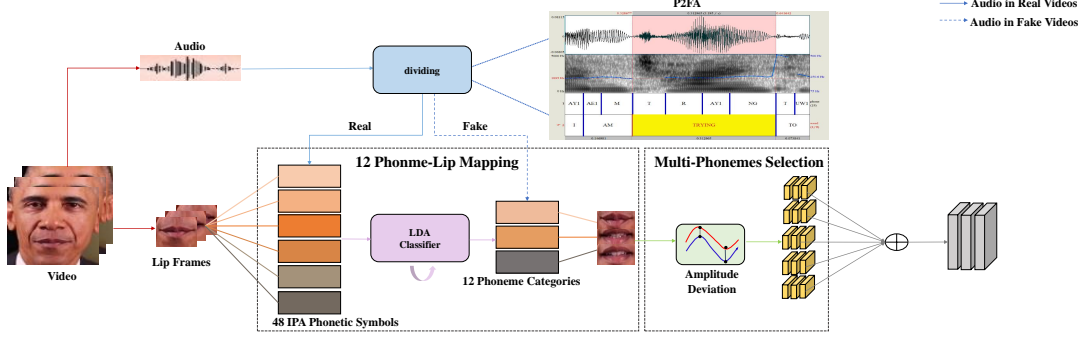 P2FA
Audio in Real Videos
Audio in Fake Videos
Audio
dividing
AY1 AE1 M T R AY1 NG T UW1
I AM TRYING TO
Real
Fake
12 Phonme-Lip Mapping
Multi-Phonemes Selection
LDA
Classifier
Video
Lip Frames
12 Phoneme Categories
Amplitude
Deviation
48 IPA Phonetic Symbols